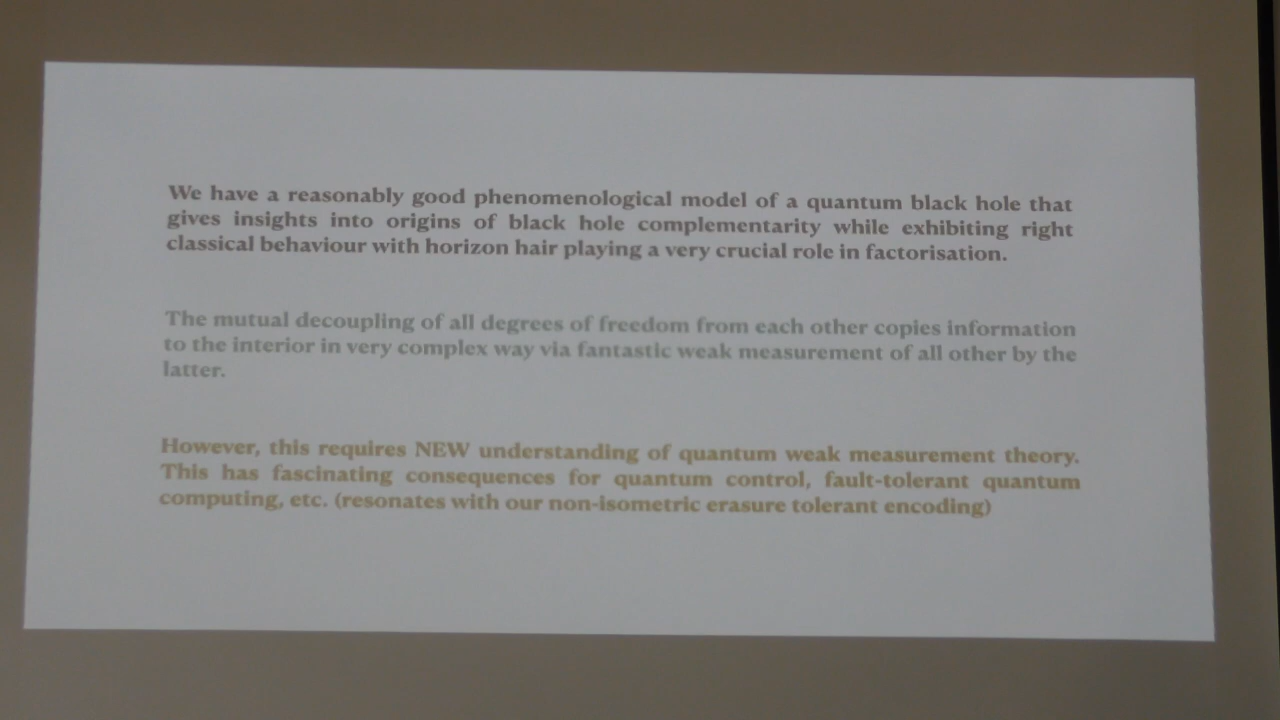 We have a reasonably good phenomenological model of a quantum black hole that
gives insights into origins of black hole complementarity while exhibiting right
classical behaviour with horizon hair playing a very crucial role in factorisation.
The mutual decoupling of all degrees of freedom from each other copies information
to the interior in very complex way via fantastic weak measurement of all other by the
latter.
However, this requires NEW understanding of quantum weak measurement theory.
This has fascinating consequences for quantum control, fault-tolerant quantum
computing, etc. (resonates with our non-isometric erasure tolerant encoding)